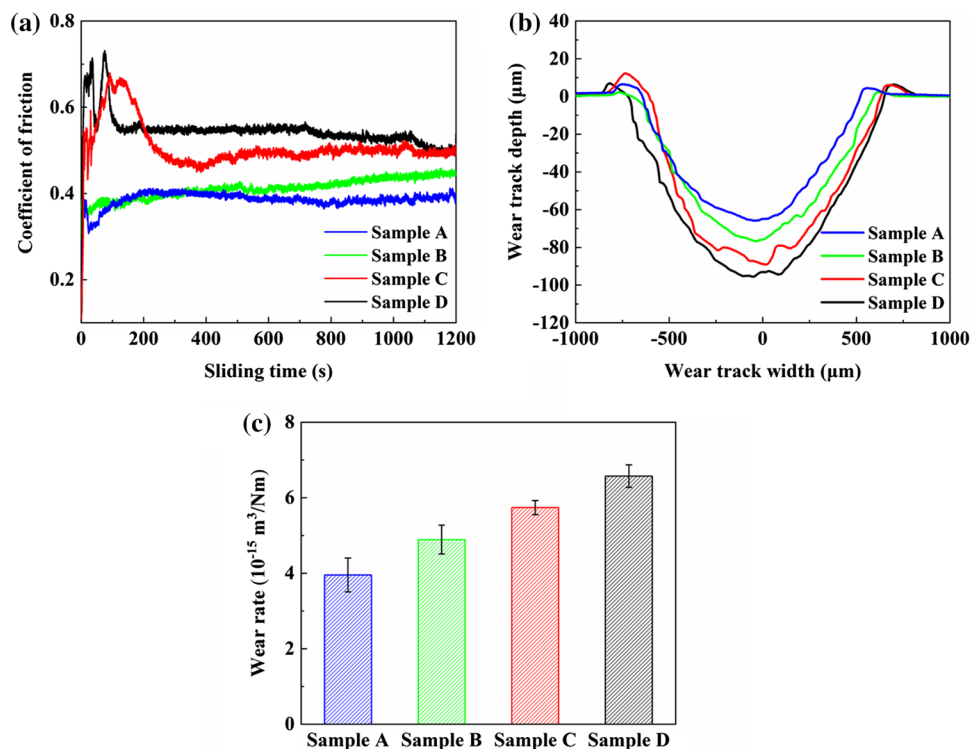 (a)
0.8
0.6
0.4
0.2
Coefficient of friction
Sample A
Sample B
Sample C
Sample D
0 200 400 600 800 1000 1200
Sliding time (s)
(b)
40
20
0
-20
-40
-60
-80
-100
-120
Wear track depth (μm)
Sample A
Sample B
Sample C
Sample D
-1000 -500 0 500 1000
Wear track width (μm)
(c)
8
6
4
2
0
Wear rate (10⁻¹⁵ m³/Nm)
Sample A Sample B Sample C Sample D